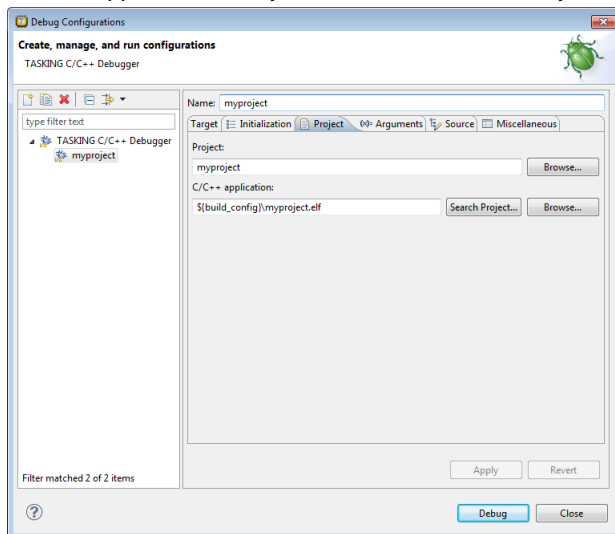 Debug Configurations
Create, manage, and run configurations
TASKING C/C++ Debugger
Name: myproject
type filter text
Target Initialization Project (x)= Arguments Source Miscellaneous
TASKING C/C++ Debugger
myproject
Project:
myproject Browse...
C/C++ application:
${build_config}\myproject.elf Search Project... Browse...
Apply Revert
Filter matched 2 of 2 items
Debug Close